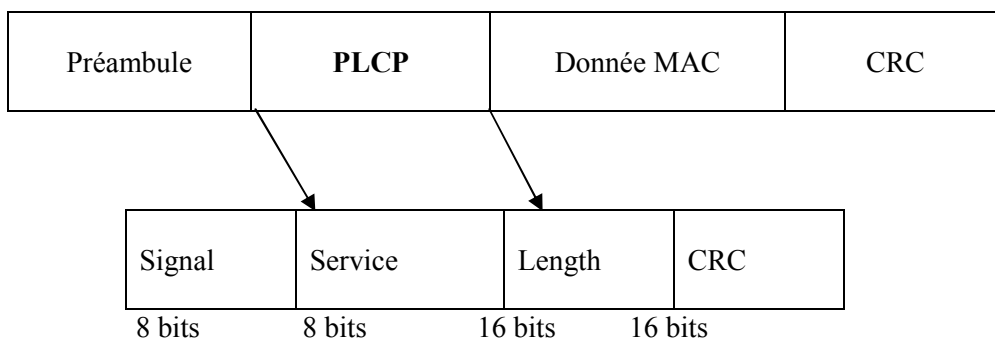 Préambule PLCP Donnée MAC CRC
Signal Service Length CRC
8 bits 8 bits 16 bits 16 bits